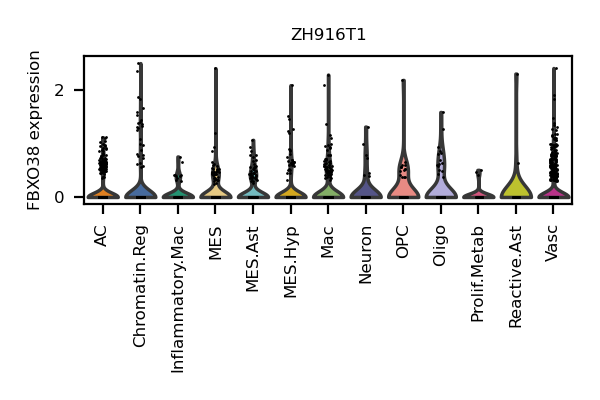 ZH916T1
FBXO38 expression
2
0
AC
Chromatin.Reg
Inflammatory.Mac
MES
MES.Ast
MES.Hyp
Mac
Neuron
OPC
Oligo
Prolif.Metab
Reactive.Ast
Vasc